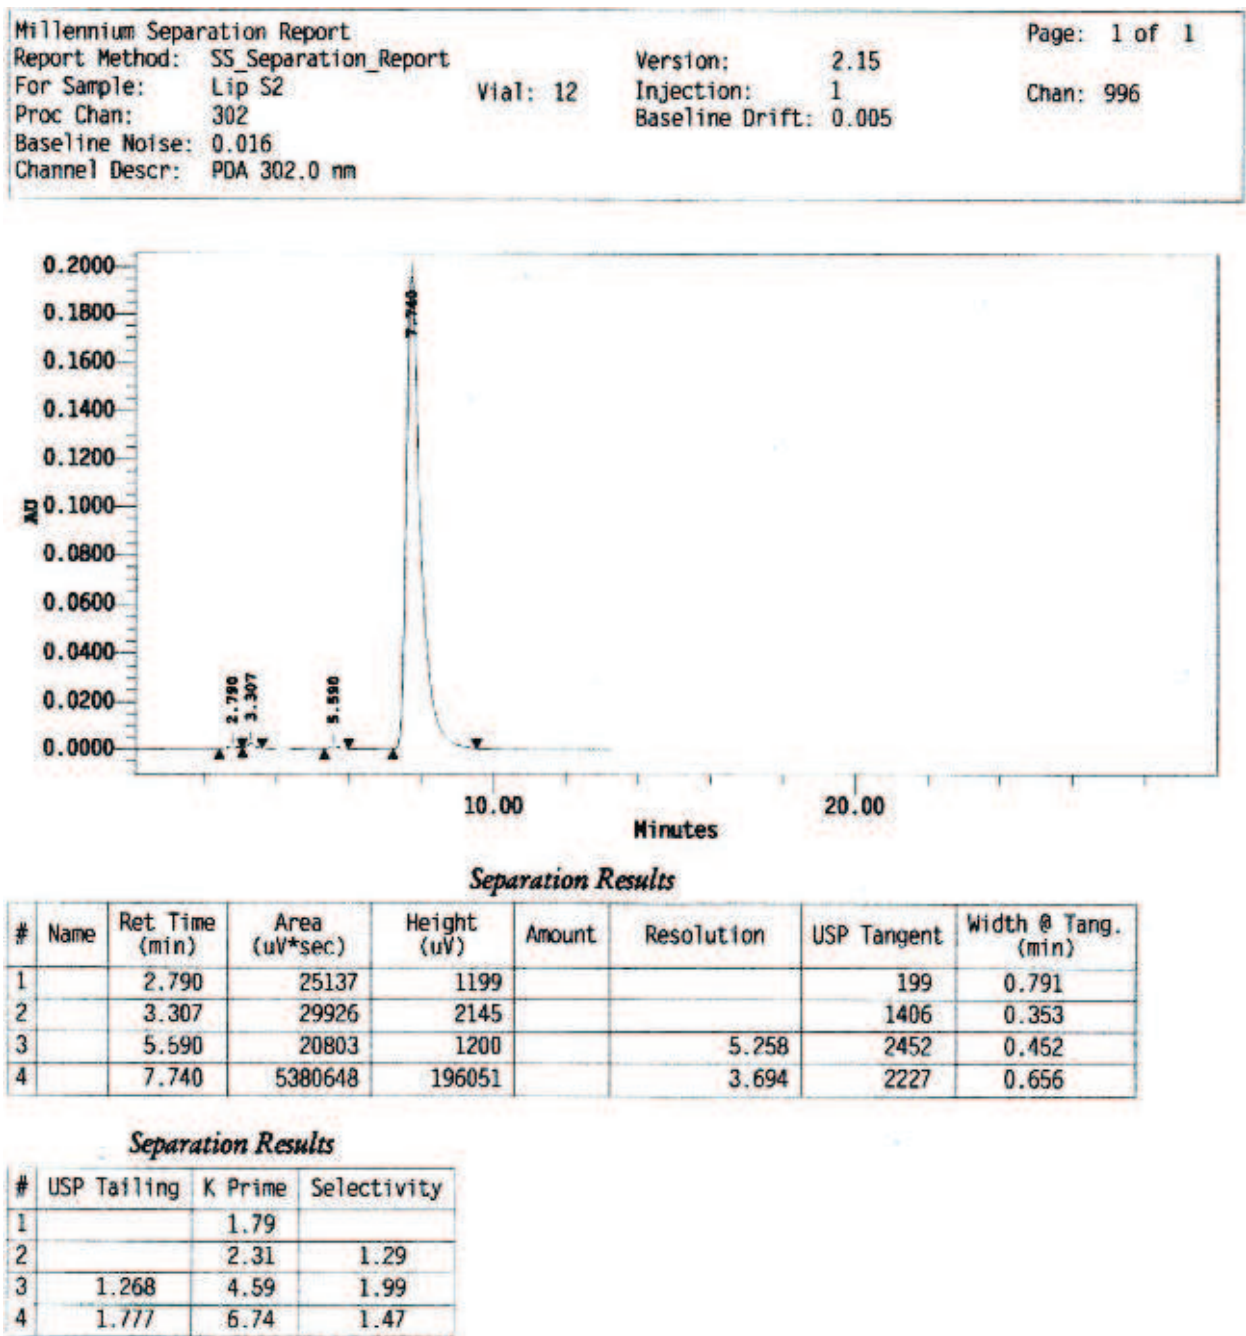 Millennium Separation Report Page: 1 of 1
Report Method: SS_Separation_Report Version: 2.15
For Sample: Lip S2 Vial: 12 Injection: 1 Chan: 996
Proc Chan: 302 Baseline Drift: 0.005
Baseline Noise: 0.016
Channel Descr: PDA 302.0 nm
0.2000
0.1800
0.1600
0.1400
0.1200
0.1000
0.0800
0.0600
0.0400
0.0200
0.0000
AU
2.790
3.307
5.590
7.740
10.00 20.00
Minutes
Separation Results
# Name Ret Time (min) Area (uV*sec) Height (uV) Amount Resolution USP Tangent Width @ Tang. (min)
1 2.790 25137 1199 199 0.791
2 3.307 29926 2145 1406 0.353
3 5.590 20803 1200 5.258 2452 0.452
4 7.740 5380648 196051 3.694 2227 0.656
Separation Results
# USP Tailing K Prime Selectivity
1 1.79
2 2.31 1.29
3 1.268 4.59 1.99
4 1.777 6.74 1.47